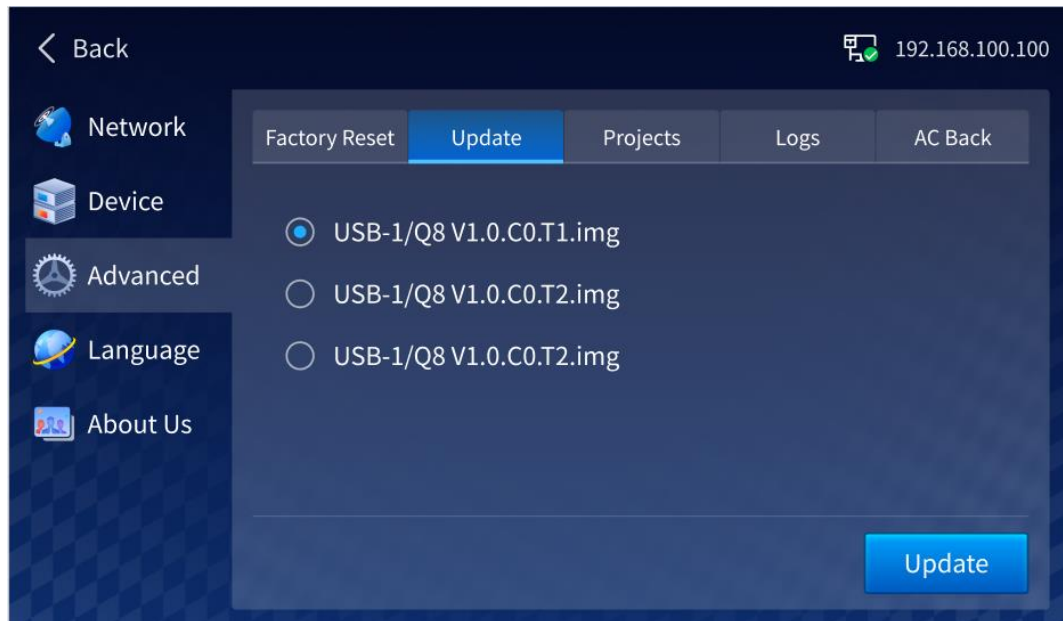 Back
192.168.100.100
Network
Device
Advanced
Language
About Us
Factory Reset
Update
Projects
Logs
AC Back
USB-1/Q8 V1.0.C0.T1.img
USB-1/Q8 V1.0.C0.T2.img
USB-1/Q8 V1.0.C0.T2.img
Update